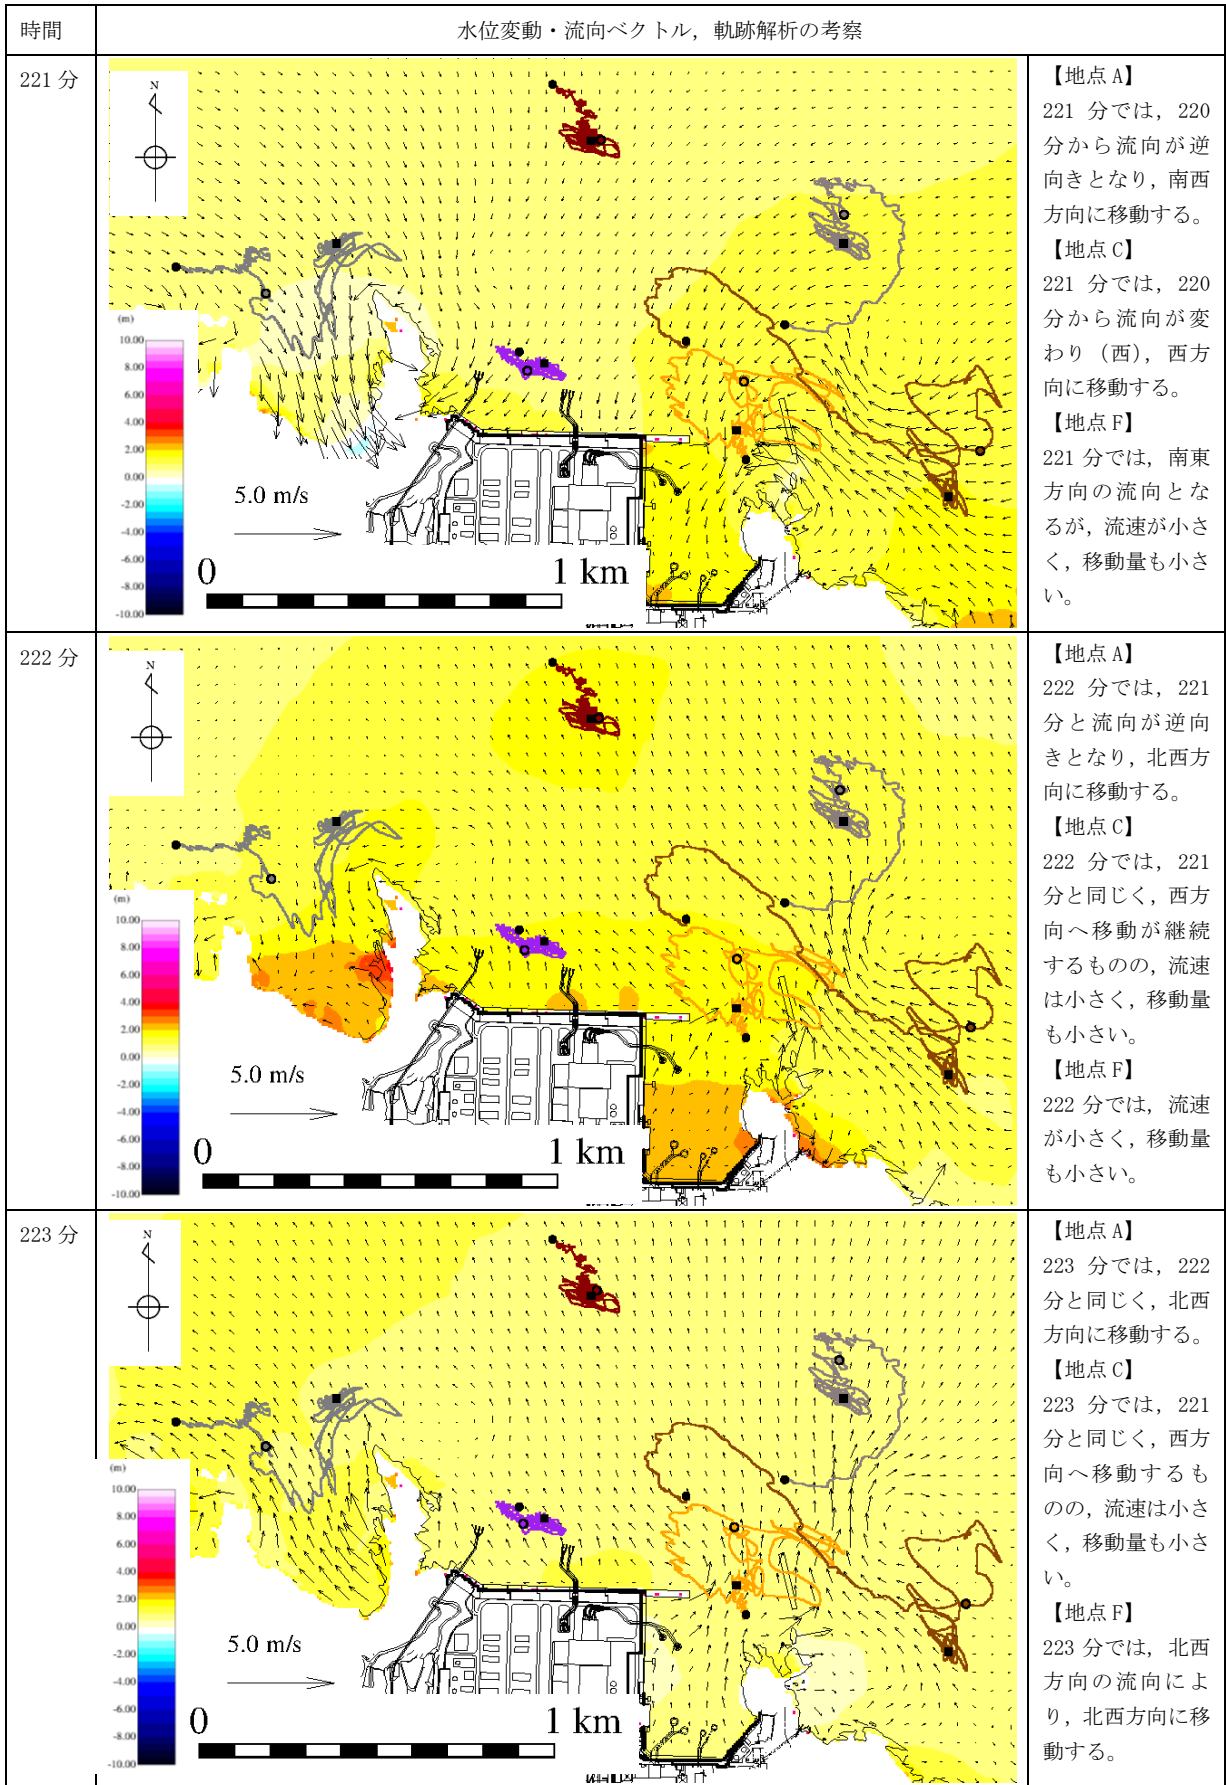 時間
水位変動・流向ベクトル，軌跡解析の考察
221 分
N
(m)
10.00
8.00
6.00
4.00
2.00
0.00
-2.00
-4.00
-6.00
-8.00
-10.00
5.0 m/s
0
1 km
【地点 A】
221 分では，220
分から流向が逆
向きとなり，南西
方向に移動する。
【地点 C】
221 分では，220
分から流向が変
わり（西），西方
向に移動する。
【地点 F】
221 分では，南東
方向の流向とな
るが，流速が小さ
く，移動量も小さ
い。
222 分
N
(m)
10.00
8.00
6.00
4.00
2.00
0.00
-2.00
-4.00
-6.00
-8.00
-10.00
5.0 m/s
0
1 km
【地点 A】
222 分では，221
分と流向が逆向
きとなり，北西方
向に移動する。
【地点 C】
222 分では，221
分と同じく，西方
向へ移動が継続
するものの，流速
は小さく，移動量
も小さい。
【地点 F】
222 分では，流速
が小さく，移動量
も小さい。
223 分
N
(m)
10.00
8.00
6.00
4.00
2.00
0.00
-2.00
-4.00
-6.00
-8.00
-10.00
5.0 m/s
0
1 km
【地点 A】
223 分では，222
分と同じく，北西
方向に移動する。
【地点 C】
223 分では，221
分と同じく，西方
向へ移動するも
のの，流速は小さ
く，移動量も小さ
い。
【地点 F】
223 分では，北西
方向の流向によ
り，北西方向に移
動する。